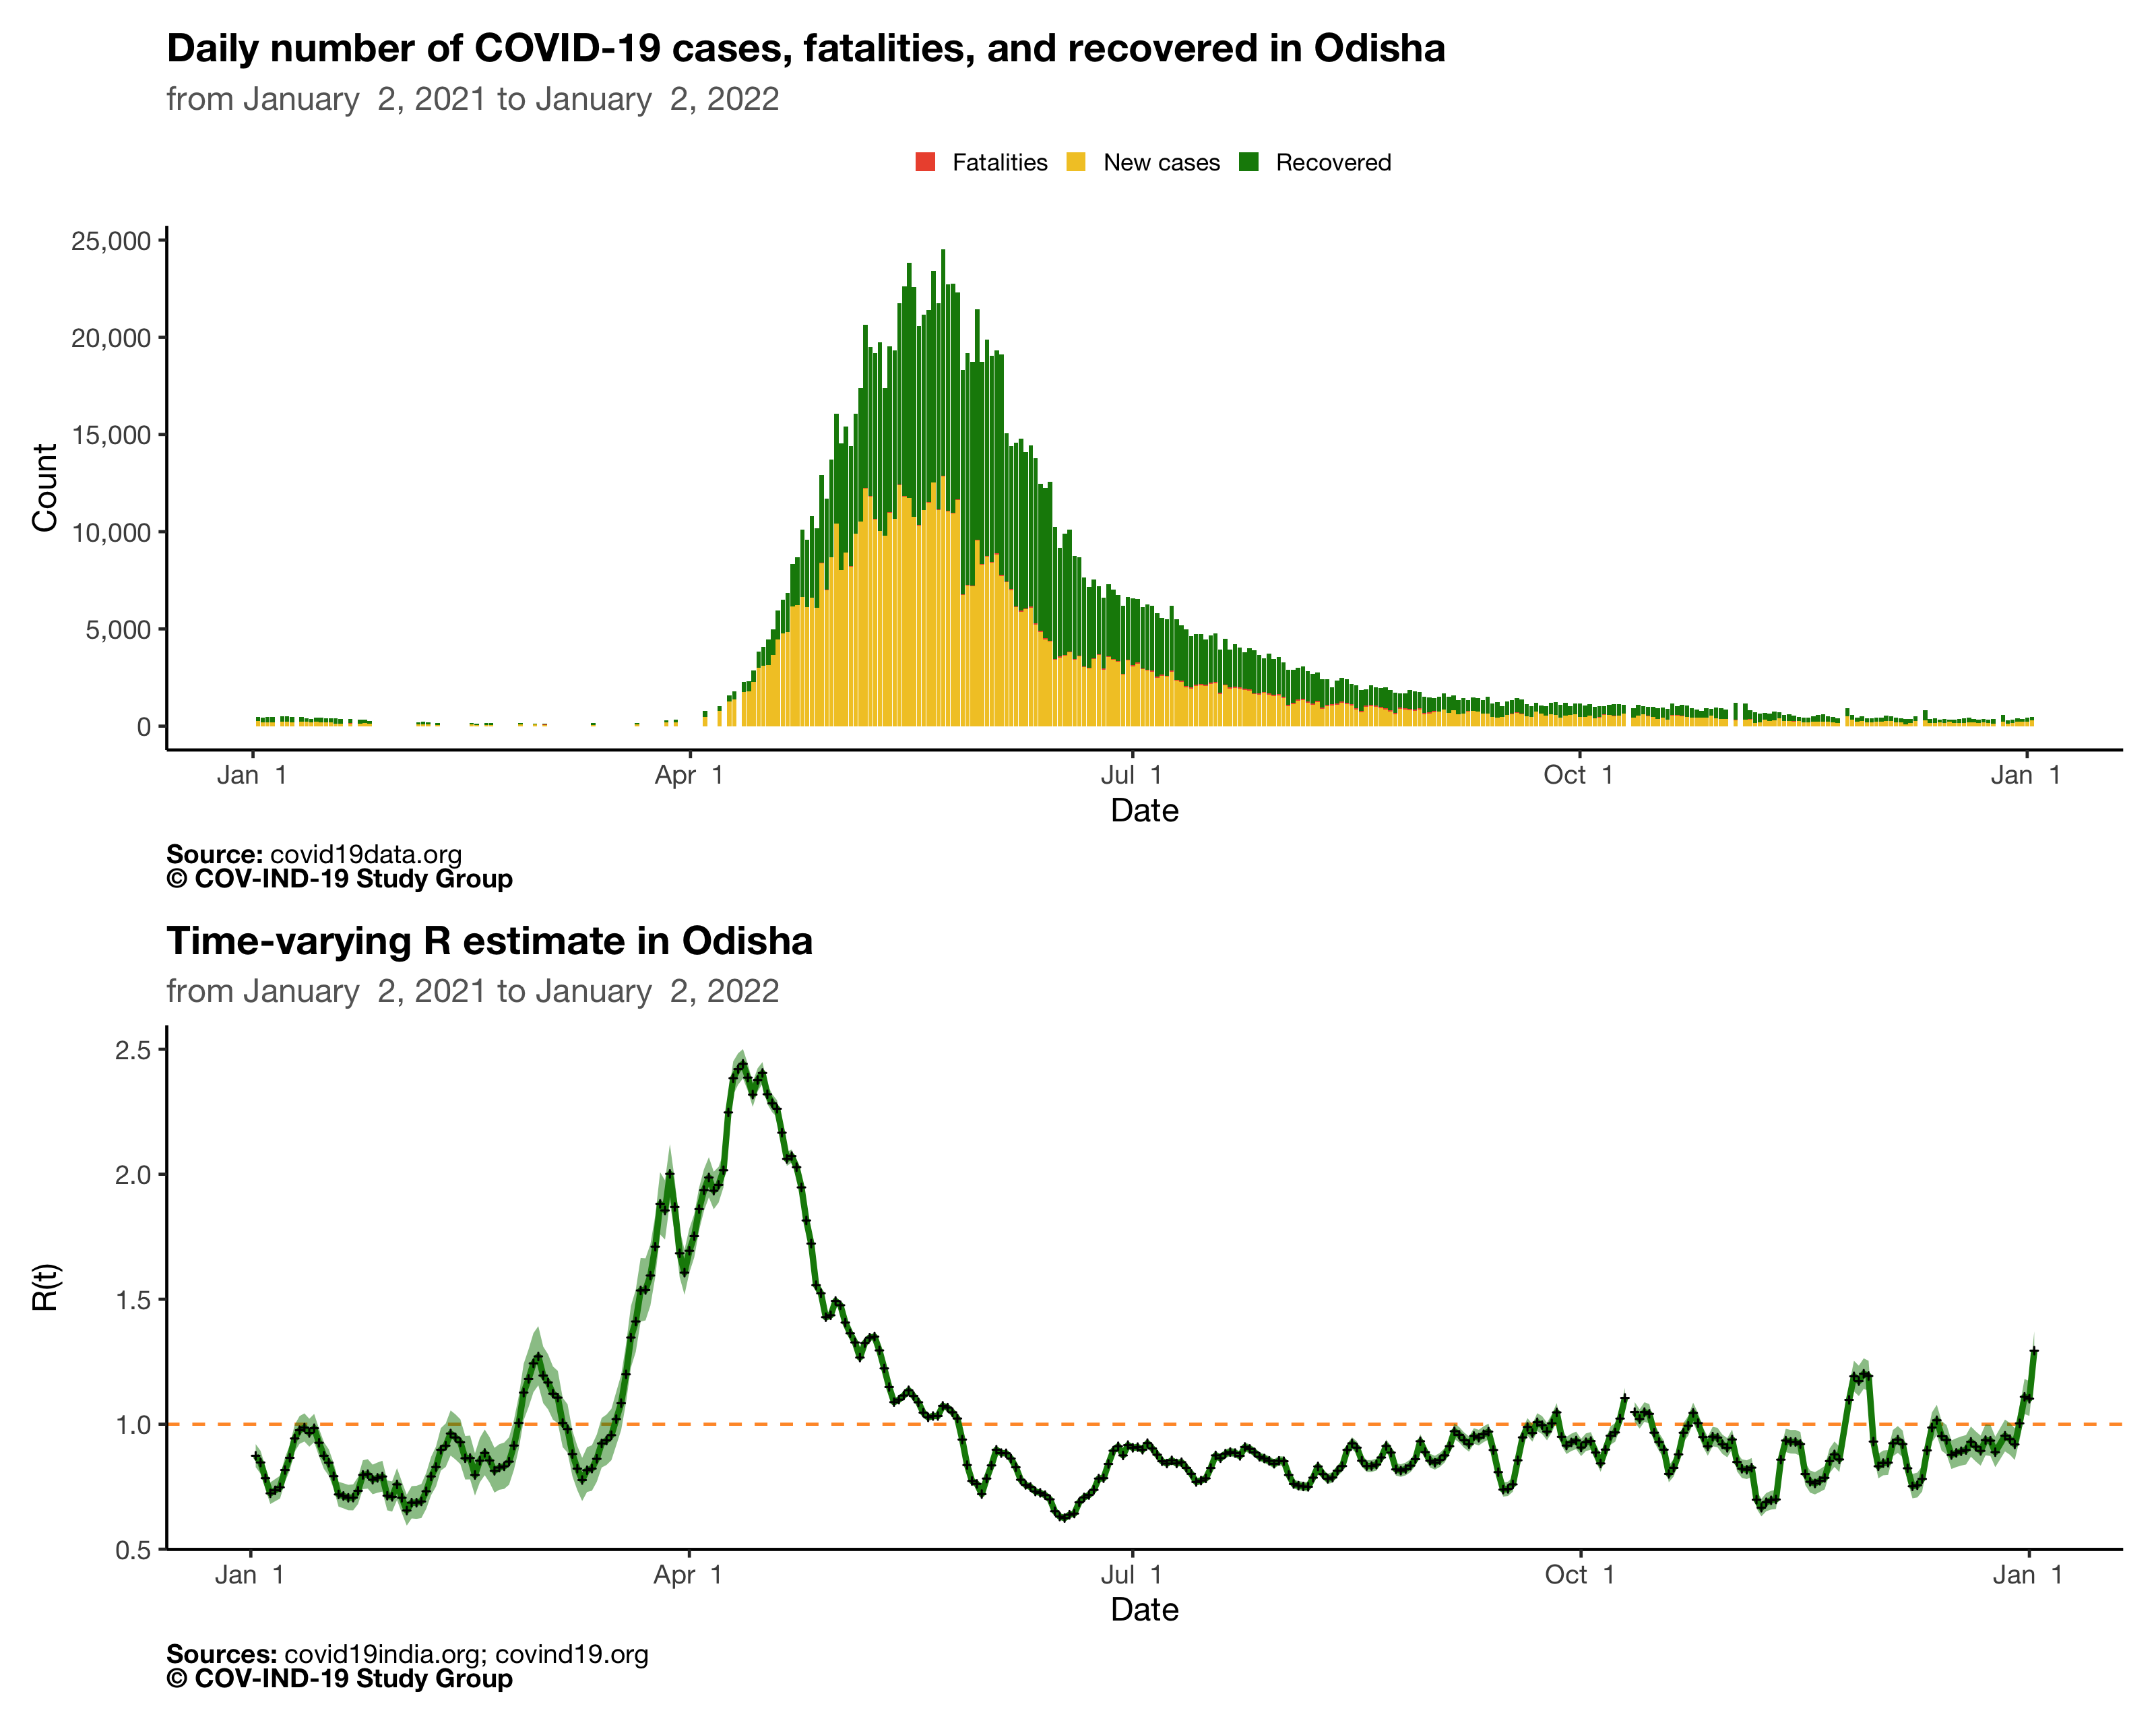 Daily number of COVID-19 cases, fatalities, and recovered in Odisha
from January  2, 2021 to January  2, 2022
Fatalities New cases Recovered
25,000
20,000
15,000
10,000
5,000
0
Count
Jan  1 Apr  1 Jul  1 Oct  1 Jan  1
Date
Source: covid19data.org
© COV-IND-19 Study Group
Time-varying R estimate in Odisha
from January  2, 2021 to January  2, 2022
2.5
2.0
1.5
1.0
0.5
R(t)
Jan  1 Apr  1 Jul  1 Oct  1 Jan  1
Date
Sources: covid19india.org; covind19.org
© COV-IND-19 Study Group